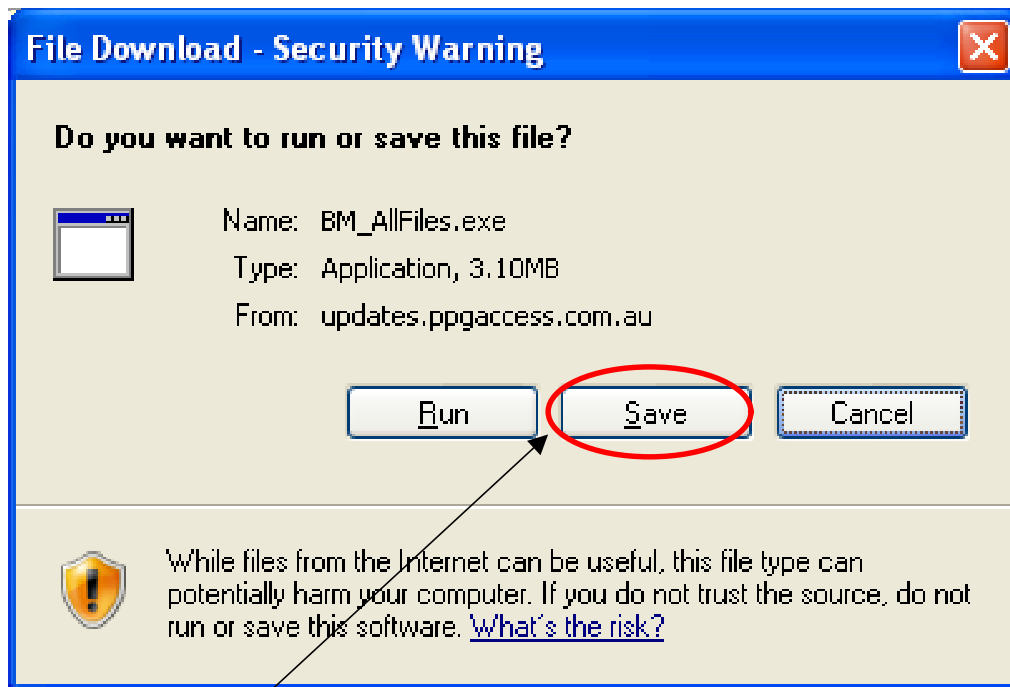 File Download - Security Warning
Do you want to run or save this file?
Name: BM_AllFiles.exe
Type: Application, 3.10MB
From: updates.ppgaccess.com.au
Run Save Cancel
While files from the Internet can be useful, this file type can
potentially harm your computer. If you do not trust the source, do not
run or save this software. What's the risk?